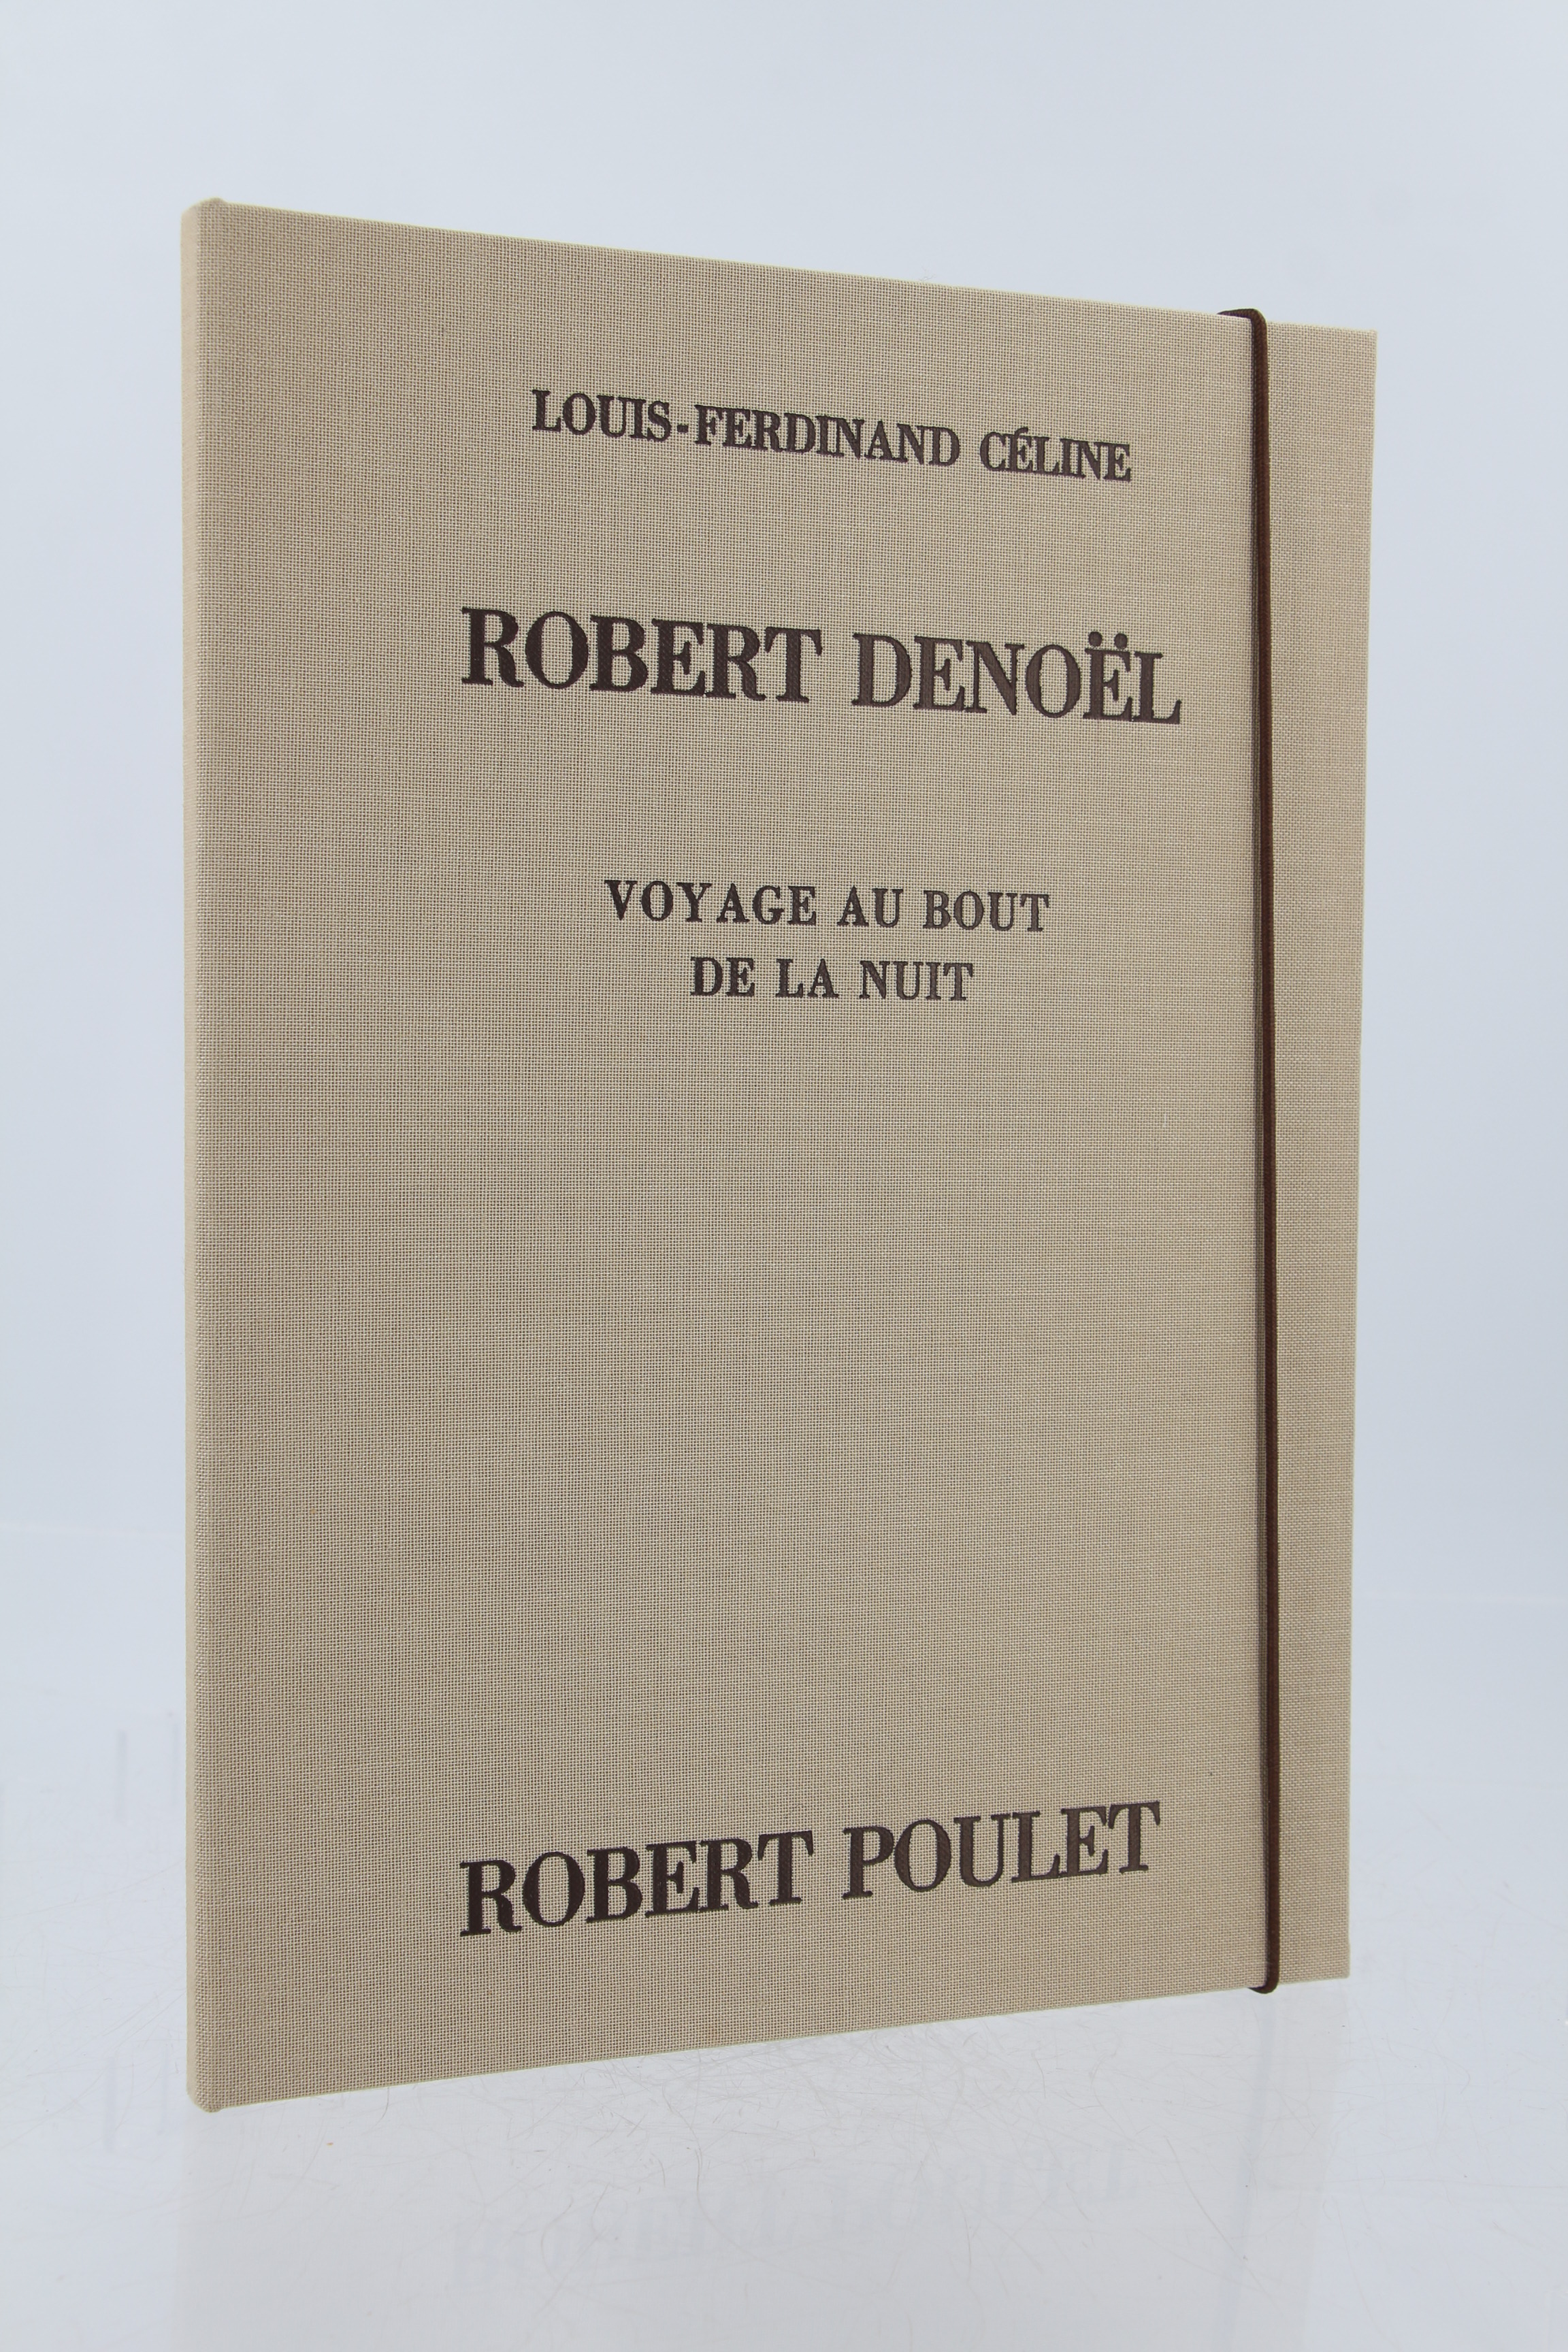 LOUIS-FERDINAND CÉLINE
ROBERT DENOËL
VOYAGE AU BOUT
DE LA NUIT
ROBERT POULET